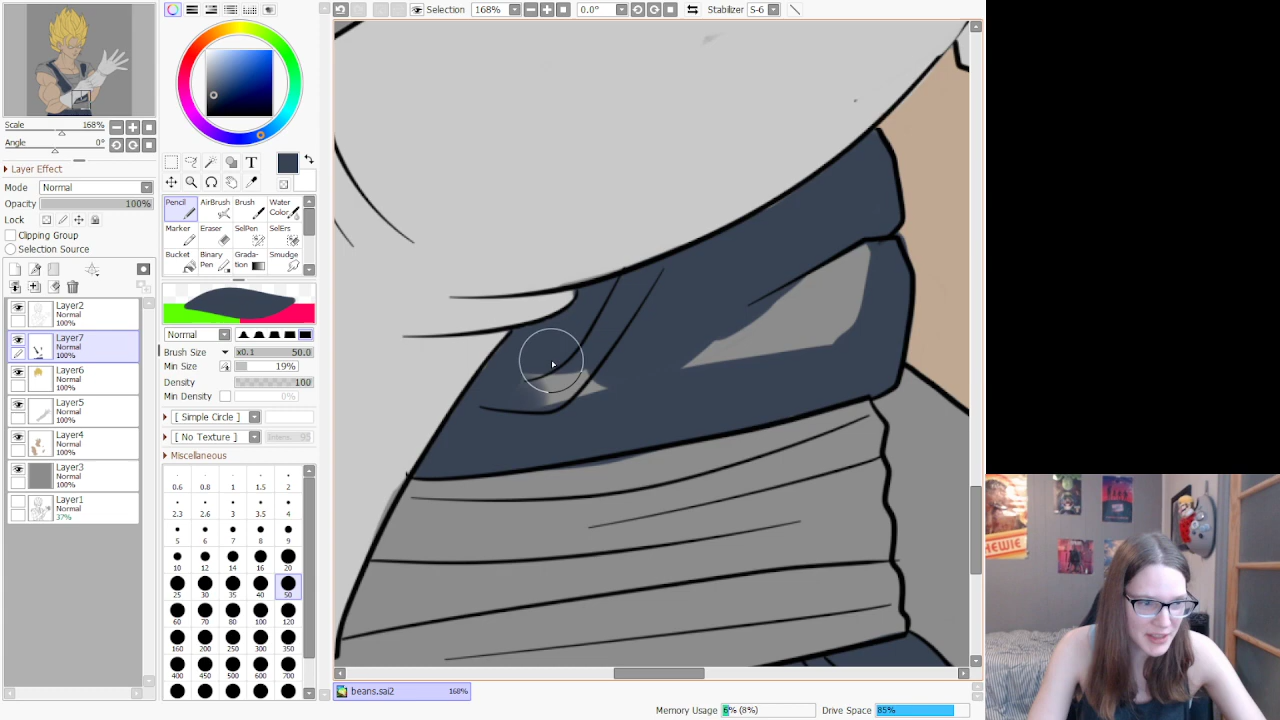 Selection 168% 0.0° Stabilizer S-6
Scale
168%
Angle
0°
Layer Effect
Mode Normal
Opacity 100%
Lock
Clipping Group
Selection Source
Layer2
Normal
100%
Layer7
Normal
100%
Layer6
Normal
100%
Layer5
Normal
100%
Layer4
Normal
100%
Layer3
Normal
100%
Layer1
Normal
37%
T
Pencil AirBrush Brush Water Color
Marker Eraser SelPen SelErs
Bucket Binary Pen Grada-tion Smudge
Normal
Brush Size x0.1 50.0
Min Size 19%
Density 100
Min Density 0%
[ Simple Circle ]
[ No Texture ] Intens. 95
Miscellaneous
0.6 0.8 1 1.5 2
2.3 2.6 3 3.5 4
5 6 7 8 9
10 12 14 16 20
25 30 35 40 50
60 70 80 100 120
160 200 250 300 350
400 450 500 600 700
beans.sai2 168%
Memory Usage 6% (8%) Drive Space 85%
HEWIE